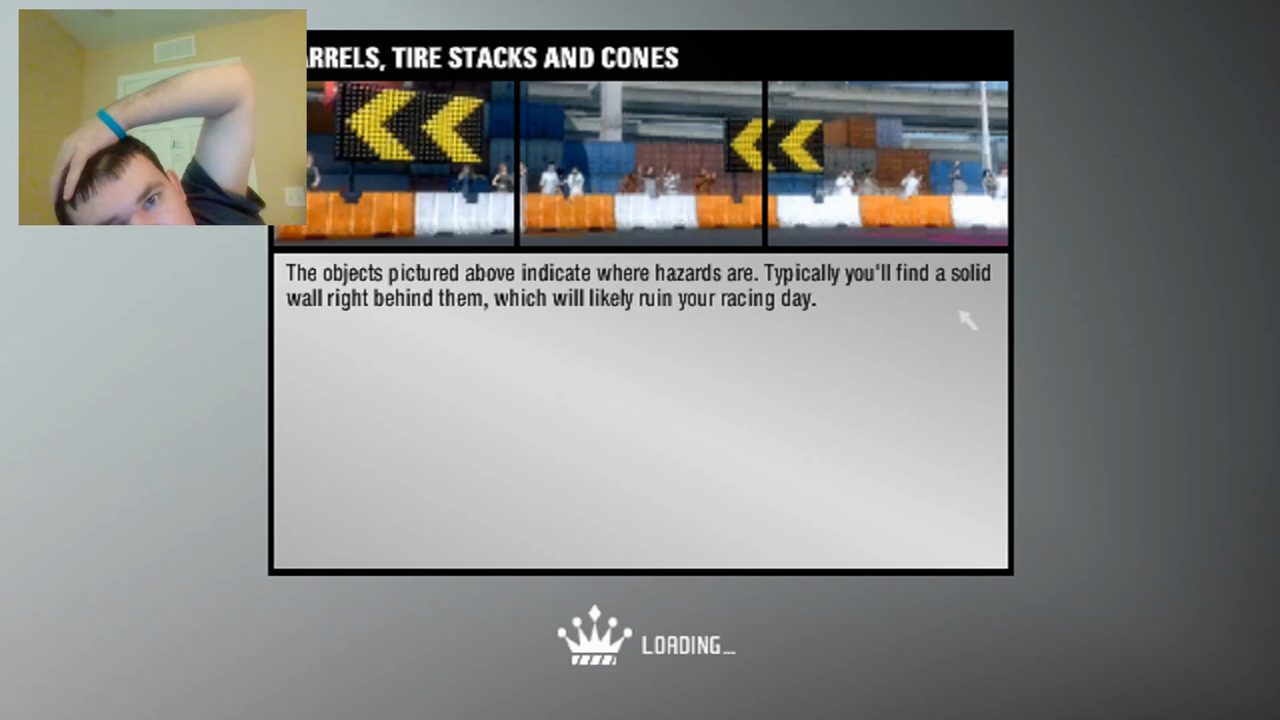 ARRELS, TIRE STACKS AND CONES
The objects pictured above indicate where hazards are. Typically you'll find a solid
wall right behind them, which will likely ruin your racing day.
LOADING...